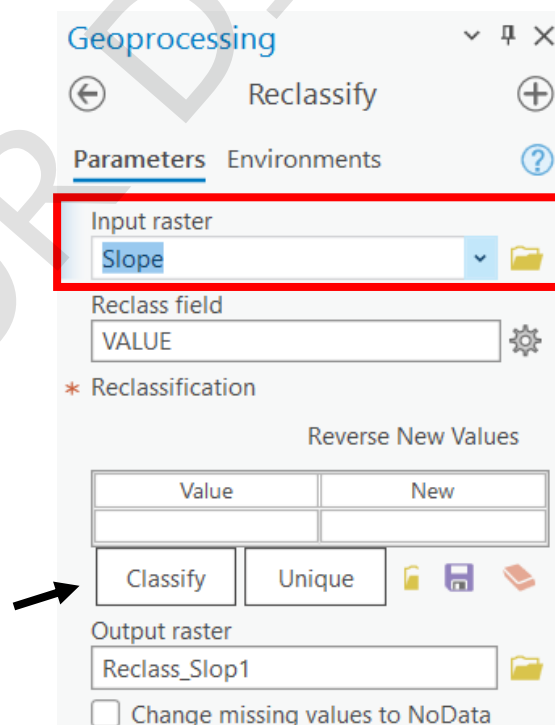 Geoprocessing
Reclassify
Parameters Environments
Input raster
Slope
Reclass field
VALUE
* Reclassification
Reverse New Values
Value New
Classify Unique
Output raster
Reclass_Slop1
Change missing values to NoData